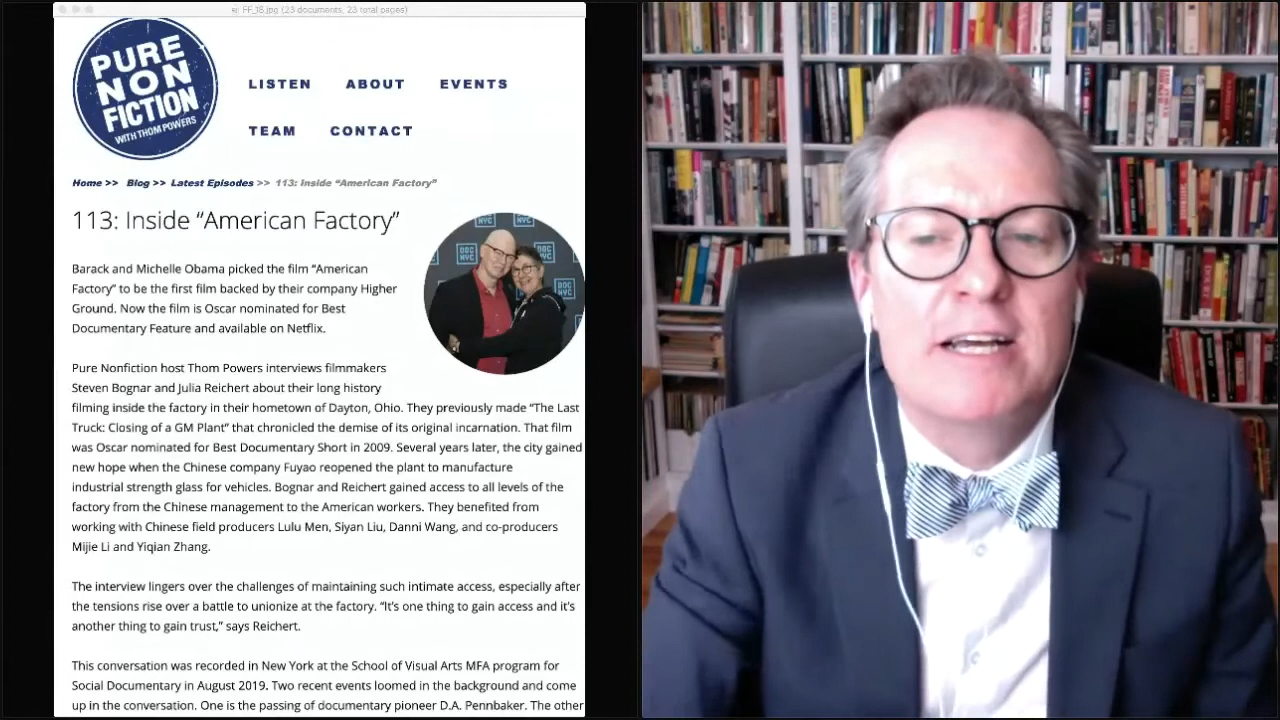 FF_18.jpg (23 documents, 23 total pages)
PURE
NON
FICTION
WITH THOM POWERS
LISTEN ABOUT EVENTS
TEAM CONTACT
Home >> Blog >> Latest Episodes >> 113: Inside “American Factory”
113: Inside “American Factory”
Barack and Michelle Obama picked the film “American
Factory” to be the first film backed by their company Higher
Ground. Now the film is Oscar nominated for Best
Documentary Feature and available on Netflix.
Pure Nonfiction host Thom Powers interviews filmmakers
Steven Bognar and Julia Reichert about their long history
filming inside the factory in their hometown of Dayton, Ohio. They previously made “The Last
Truck: Closing of a GM Plant” that chronicled the demise of its original incarnation. That film
was Oscar nominated for Best Documentary Short in 2009. Several years later, the city gained
new hope when the Chinese company Fuyao reopened the plant to manufacture
industrial strength glass for vehicles. Bognar and Reichert gained access to all levels of the
factory from the Chinese management to the American workers. They benefited from
working with Chinese field producers Lulu Men, Siyan Liu, Danni Wang, and co-producers
Mijie Li and Yiqian Zhang.
The interview lingers over the challenges of maintaining such intimate access, especially after
the tensions rise over a battle to unionize at the factory. “It’s one thing to gain access and it’s
another thing to gain trust,” says Reichert.
This conversation was recorded in New York at the School of Visual Arts MFA program for
Social Documentary in August 2019. Two recent events loomed in the background and come
up in the conversation. One is the passing of documentary pioneer D.A. Pennbaker. The other